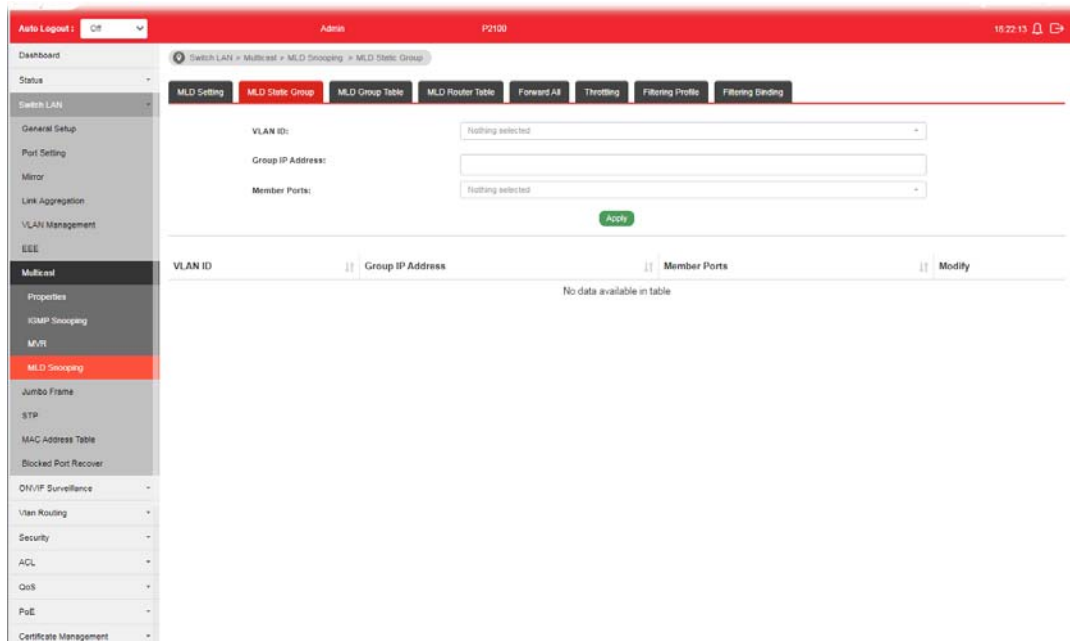 Auto Logout : Off Admin P2100 16:22:13
Dashboard
Status
Switch LAN
General Setup
Port Setting
Mirror
Link Aggregation
VLAN Management
EEE
Multicast
Properties
IGMP Snooping
MVR
MLD Snooping
Jumbo Frame
STP
MAC Address Table
Blocked Port Recover
ONVIF Surveillance
Vlan Routing
Security
ACL
QoS
PoE
Certificate Management
Switch LAN » Multicast » MLD Snooping » MLD Static Group
MLD Setting MLD Static Group MLD Group Table MLD Router Table Forward All Throttling Filtering Profile Filtering Binding
VLAN ID: Nothing selected
Group IP Address:
Member Ports: Nothing selected
Apply
VLAN ID Group IP Address Member Ports Modify
No data available in table